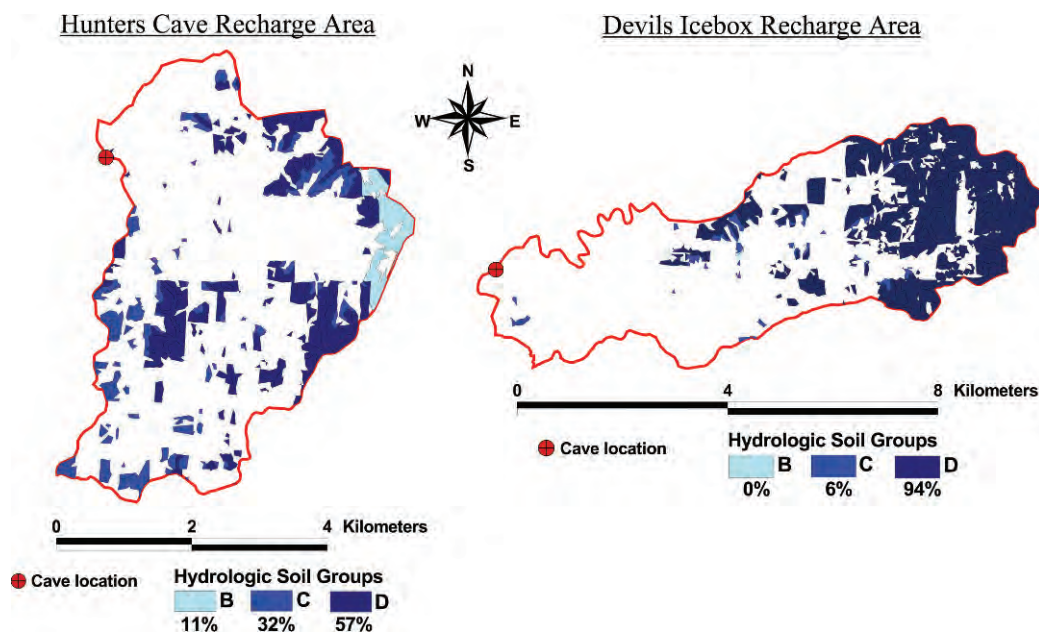 Hunters Cave Recharge Area
N
W E
S
0 2 4 Kilometers
Cave location
Hydrologic Soil Groups
B C D
11% 32% 57%
Devils Icebox Recharge Area
0 4 8 Kilometers
Cave location
Hydrologic Soil Groups
B C D
0% 6% 94%